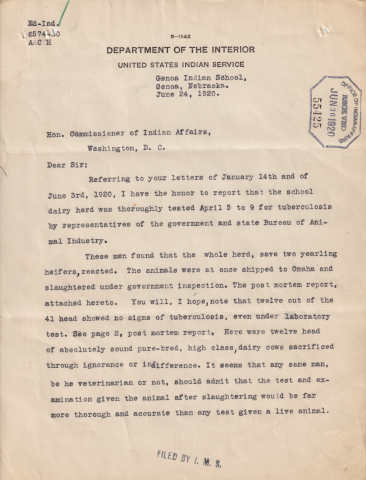 Ed-Ind.
5-1142
A C H
DEPARTMENT OF THE INTERIOR
UNITED STATES INDIAN SERVICE
Genoa Indian School,
Genoa, Nebraska.
June 24, 1920.
OFFICE OF INDIAN AFFAIRS
RECEIVED
JUN 30 1920
55425
Hon. Commissioner of Indian Affairs,
Washington, D. C.
Dear Sir:
Referring to your letters of January 14th and of
June 3rd, 1920, I have the honor to report that the school
dairy herd was thoroughly tested April 5 to 9 for tuberculosis
by representatives of the government and state Bureau of Ani-
mal Industry.
These men found that the whole herd, save two yearling
heifers,reacted. The animals were at once shipped to Omaha and
slaughtered under government inspection. The post mortem report,
attached hereto. You will, I hope,note that twelve out of the
41 head showed no signs of tuberculosis, even under laboratory
test. See page 2, post mortem report. Here were twelve head
of absolutely sound pure-bred, high class,dairy cows sacrificed
through ignorance or indifference. It seems that any sane man,
be he veterinarian or not, should admit that the test and ex-
amination given the animal after slaughtering would be far
more thorough and accurate than any test given a live animal.
FILED BY J. M. S.